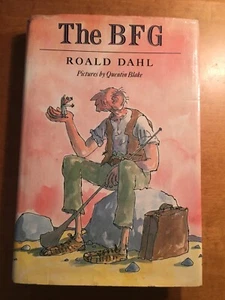 The BFG
ROALD DAHL
Pictures by Quentin Blake